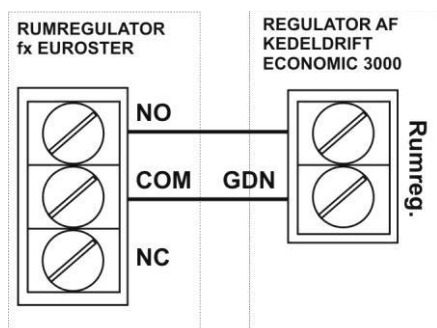 RUMREGULATOR
fx EUROSTER
REGULATOR AF
KEDELDRIFT
ECONOMIC 3000
NO
COM
GDN
NC
Rumreg.